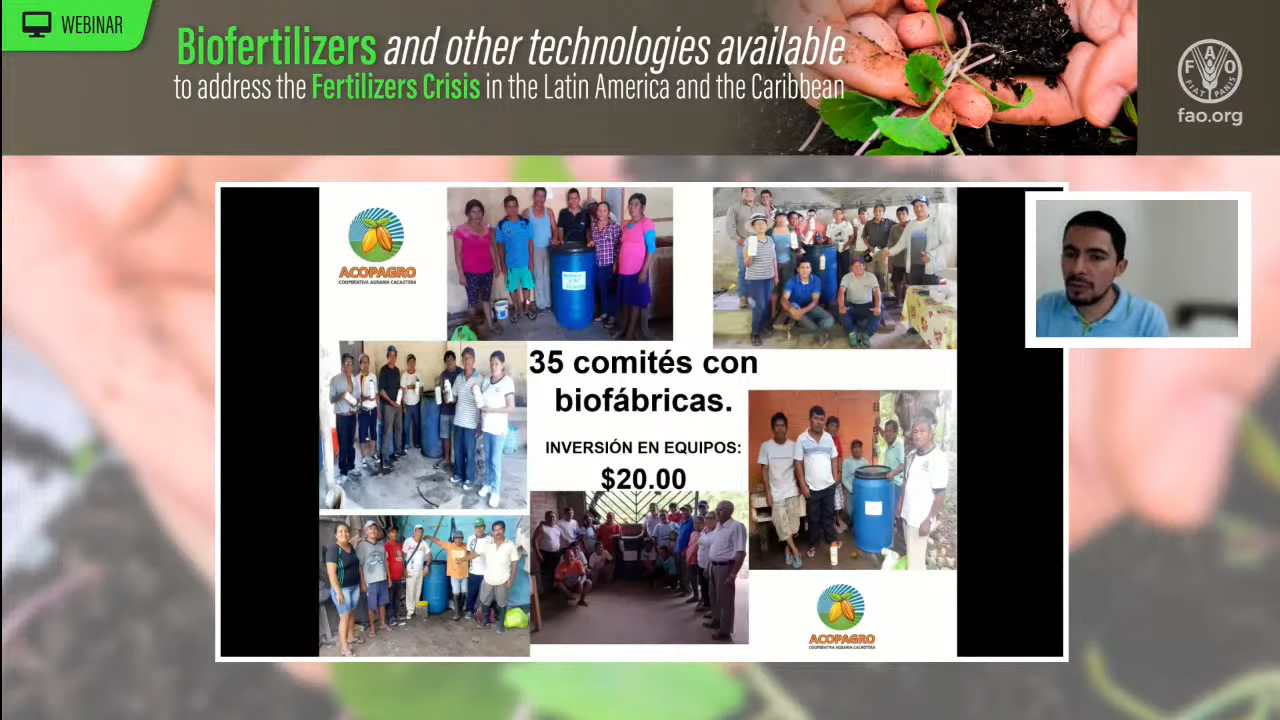 WEBINAR
Biofertilizers and other technologies available
to address the Fertilizers Crisis in the Latin America and the Caribbean
F A O
FIAT PANIS
fao.org
ACOPAGRO
COOPERATIVA AGRARIA CACAOTERA
35 comités con
biofábricas.
INVERSIÓN EN EQUIPOS:
$20.00
ACOPAGRO
COOPERATIVA AGRARIA CACAOTERA